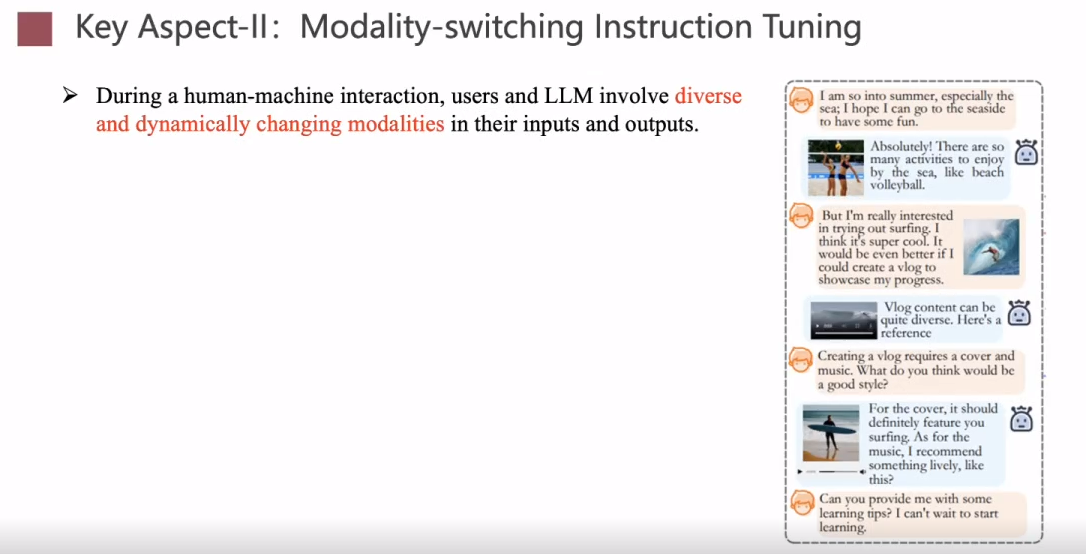 Key Aspect-II: Modality-switching Instruction Tuning
➤ During a human-machine interaction, users and LLM involve diverse
and dynamically changing modalities in their inputs and outputs.
I am so into summer, especially the
sea; I hope I can go to the seaside
to have some fun.
Absolutely! There are so
many activities to enjoy
by the sea, like beach
volleyball.
But I'm really interested
in trying out surfing. I
think it's super cool. It
would be even better if I
could create a vlog to
showcase my progress.
Vlog content can be
quite diverse. Here's a
reference
Creating a vlog requires a cover and
music. What do you think would be
a good style?
For the cover, it should
definitely feature you
surfing. As for the
music, I recommend
something lively, like
this?
Can you provide me with some
learning tips? I can't wait to start
learning.